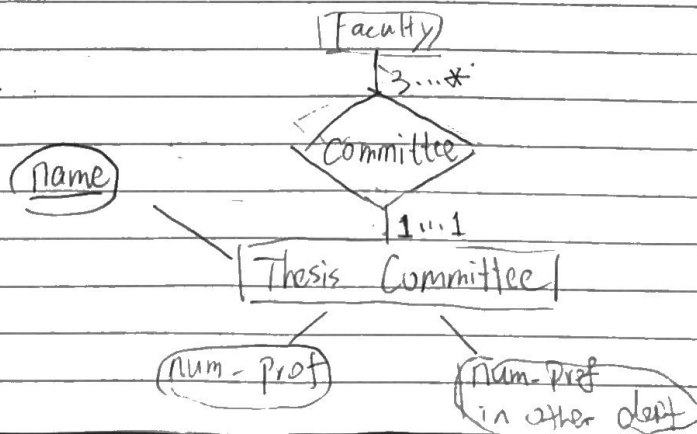 Faculty
3...*
Committee
name
1...1
Thesis Committee
num-prof
num-prof
in other dept